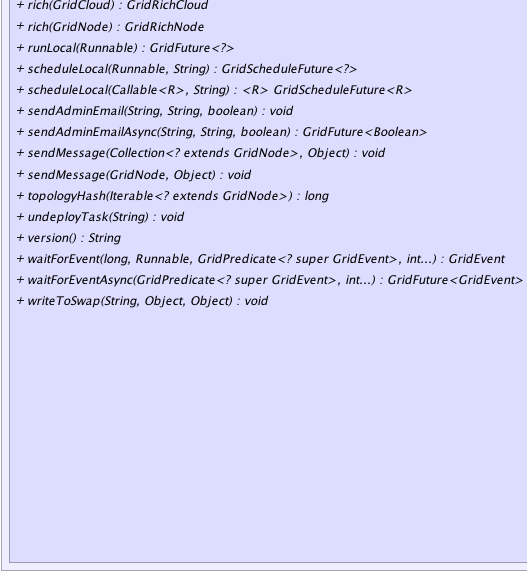 + rich(GridCloud) : GridRichCloud
+ rich(GridNode) : GridRichNode
+ runLocal(Runnable) : GridFuture<?>
+ scheduleLocal(Runnable, String) : GridScheduleFuture<?>
+ scheduleLocal(Callable<R>, String) : <R> GridScheduleFuture<R>
+ sendAdminEmail(String, String, boolean) : void
+ sendAdminEmailAsync(String, String, boolean) : GridFuture<Boolean>
+ sendMessage(Collection<? extends GridNode>, Object) : void
+ sendMessage(GridNode, Object) : void
+ topologyHash(Iterable<? extends GridNode>) : long
+ undeployTask(String) : void
+ version() : String
+ waitForEvent(long, Runnable, GridPredicate<? super GridEvent>, int...) : GridEvent
+ waitForEventAsync(GridPredicate<? super GridEvent>, int...) : GridFuture<GridEvent>
+ writeToSwap(String, Object, Object) : void